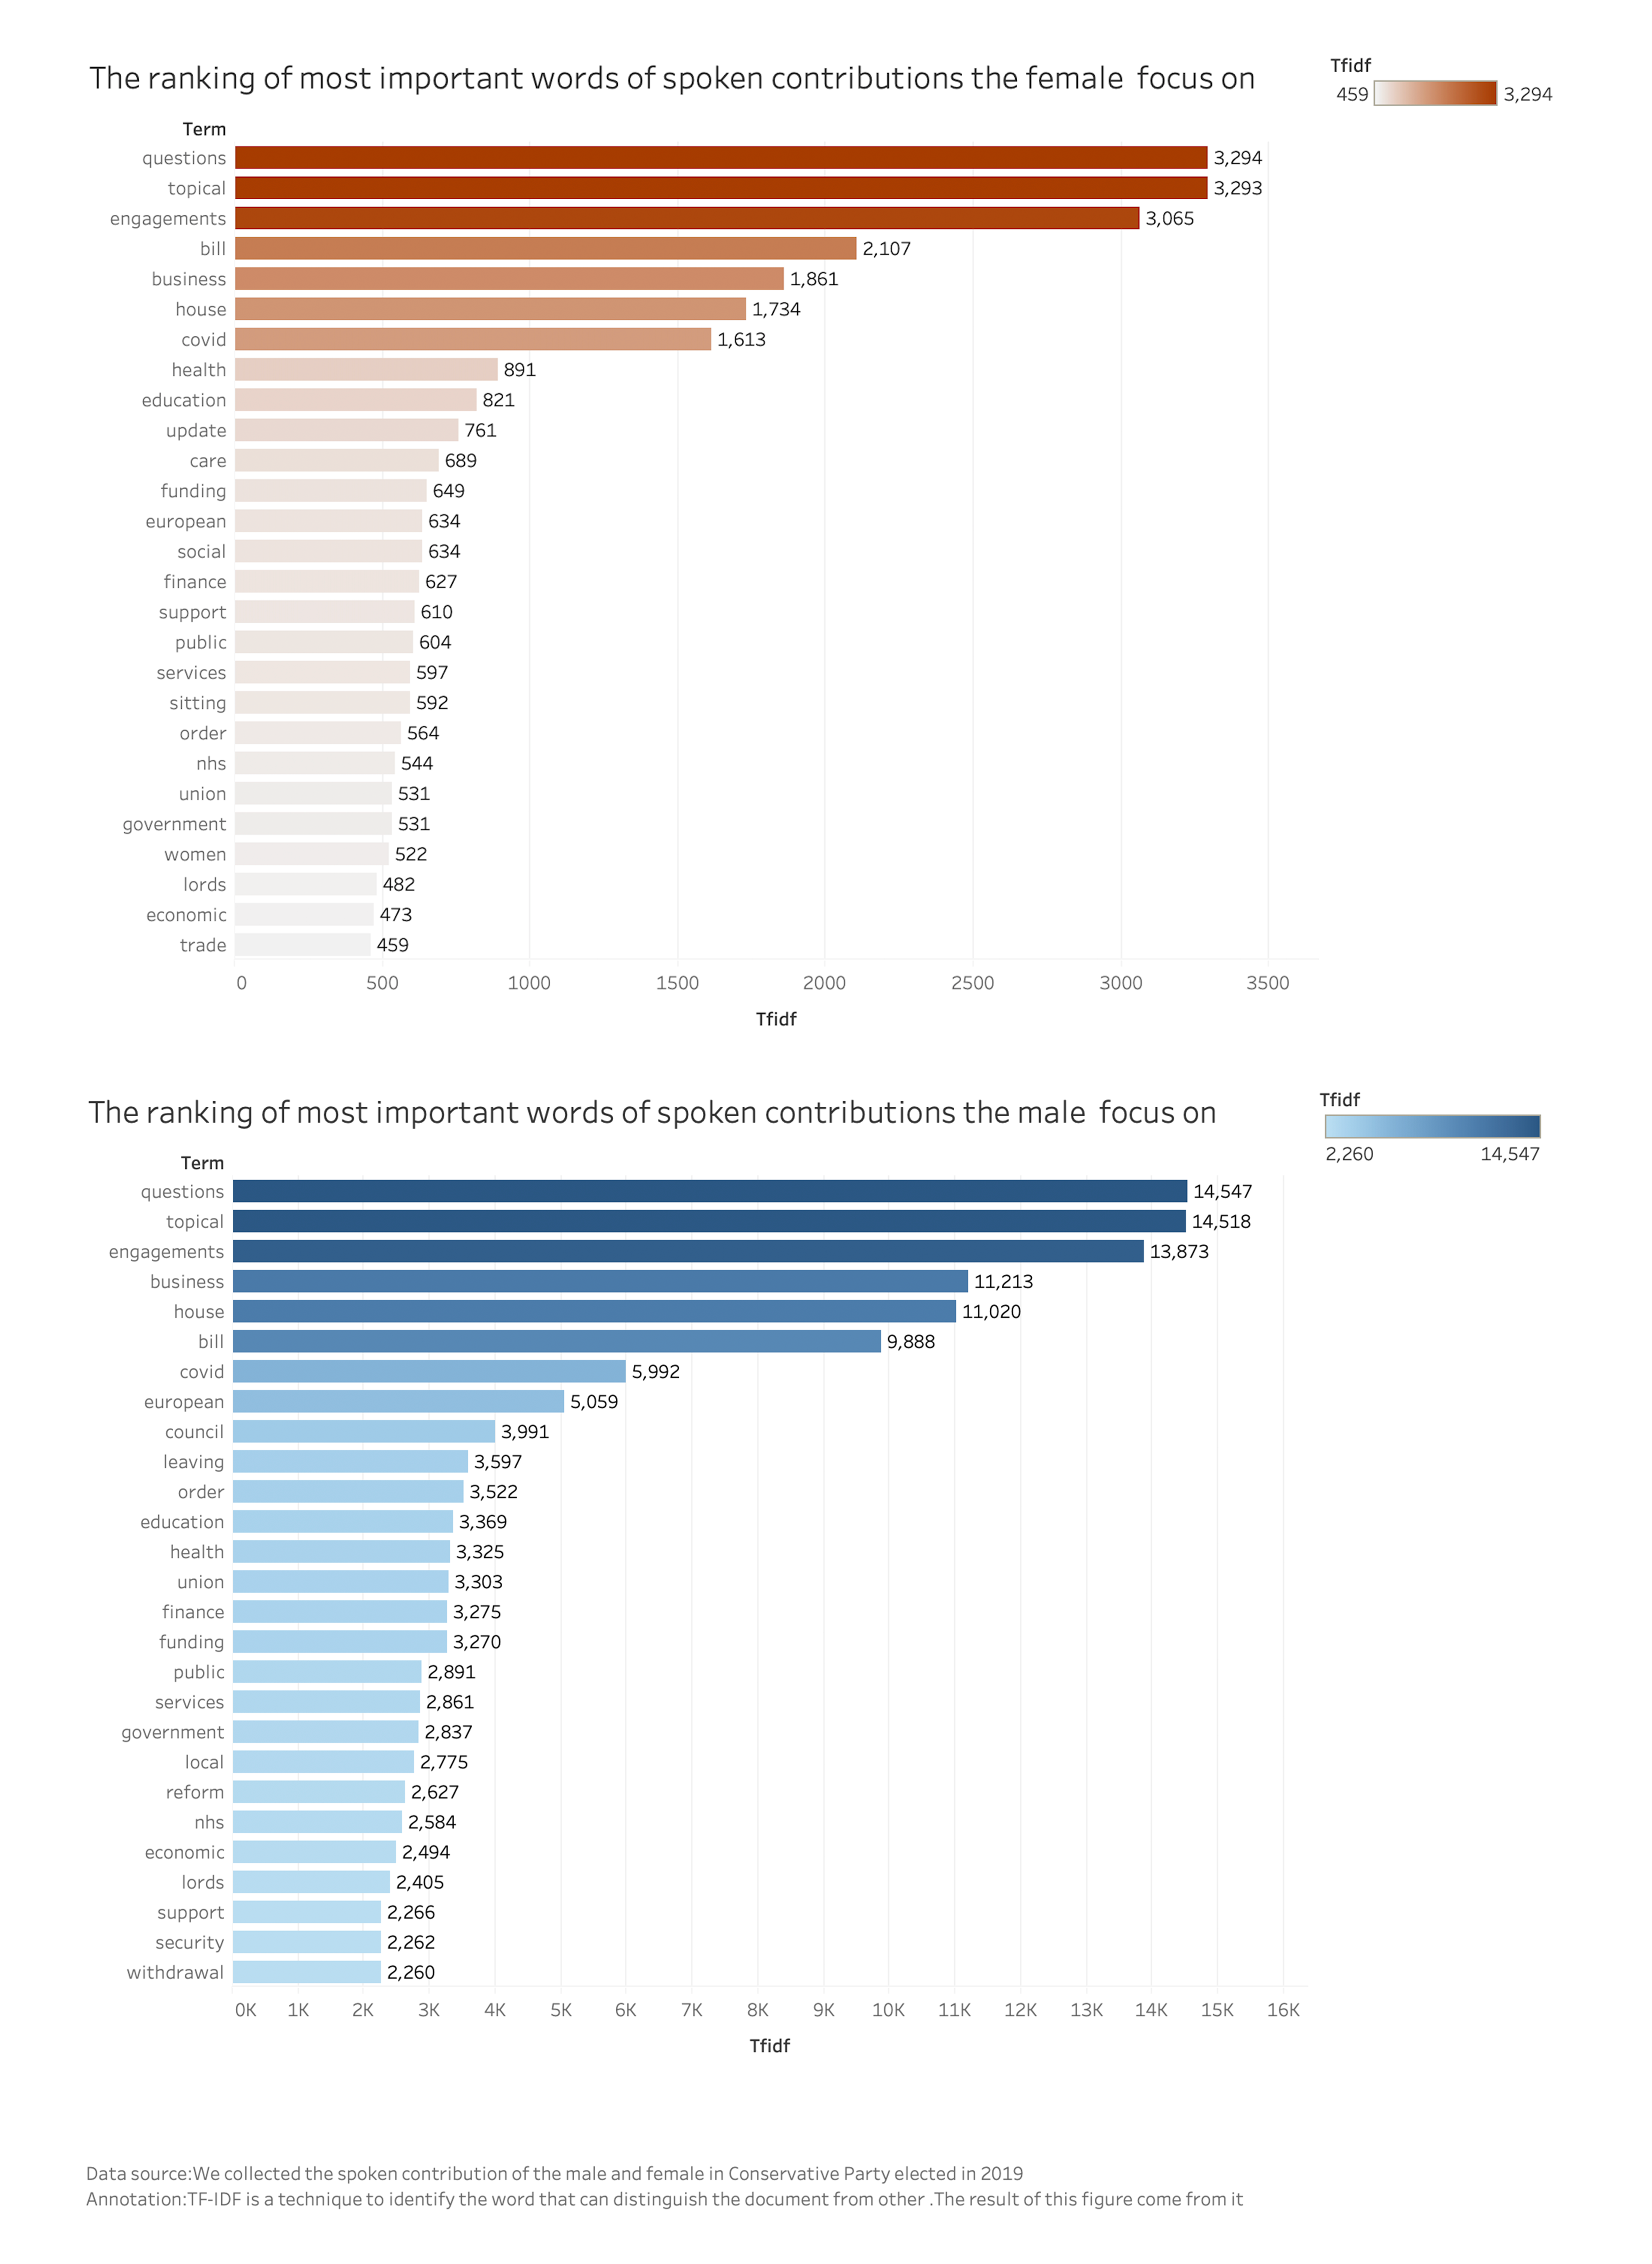 The ranking of most important words of spoken contributions the female focus on
Tfidf
459 3,294
Term
questions 3,294
topical 3,293
engagements 3,065
bill 2,107
business 1,861
house 1,734
covid 1,613
health 891
education 821
update 761
care 689
funding 649
european 634
social 634
finance 627
support 610
public 604
services 597
sitting 592
order 564
nhs 544
union 531
government 531
women 522
lords 482
economic 473
trade 459
0 500 1000 1500 2000 2500 3000 3500
Tfidf
The ranking of most important words of spoken contributions the male focus on
Tfidf
2,260 14,547
Term
questions 14,547
topical 14,518
engagements 13,873
business 11,213
house 11,020
bill 9,888
covid 5,992
european 5,059
council 3,991
leaving 3,597
order 3,522
education 3,369
health 3,325
union 3,303
finance 3,275
funding 3,270
public 2,891
services 2,861
government 2,837
local 2,775
reform 2,627
nhs 2,584
economic 2,494
lords 2,405
support 2,266
security 2,262
withdrawal 2,260
0K 1K 2K 3K 4K 5K 6K 7K 8K 9K 10K 11K 12K 13K 14K 15K 16K
Tfidf
Data source:We collected the spoken contribution of the male and female in Conservative Party elected in 2019
Annotation:TF-IDF is a technique to identify the word that can distinguish the document from other .The result of this figure come from it